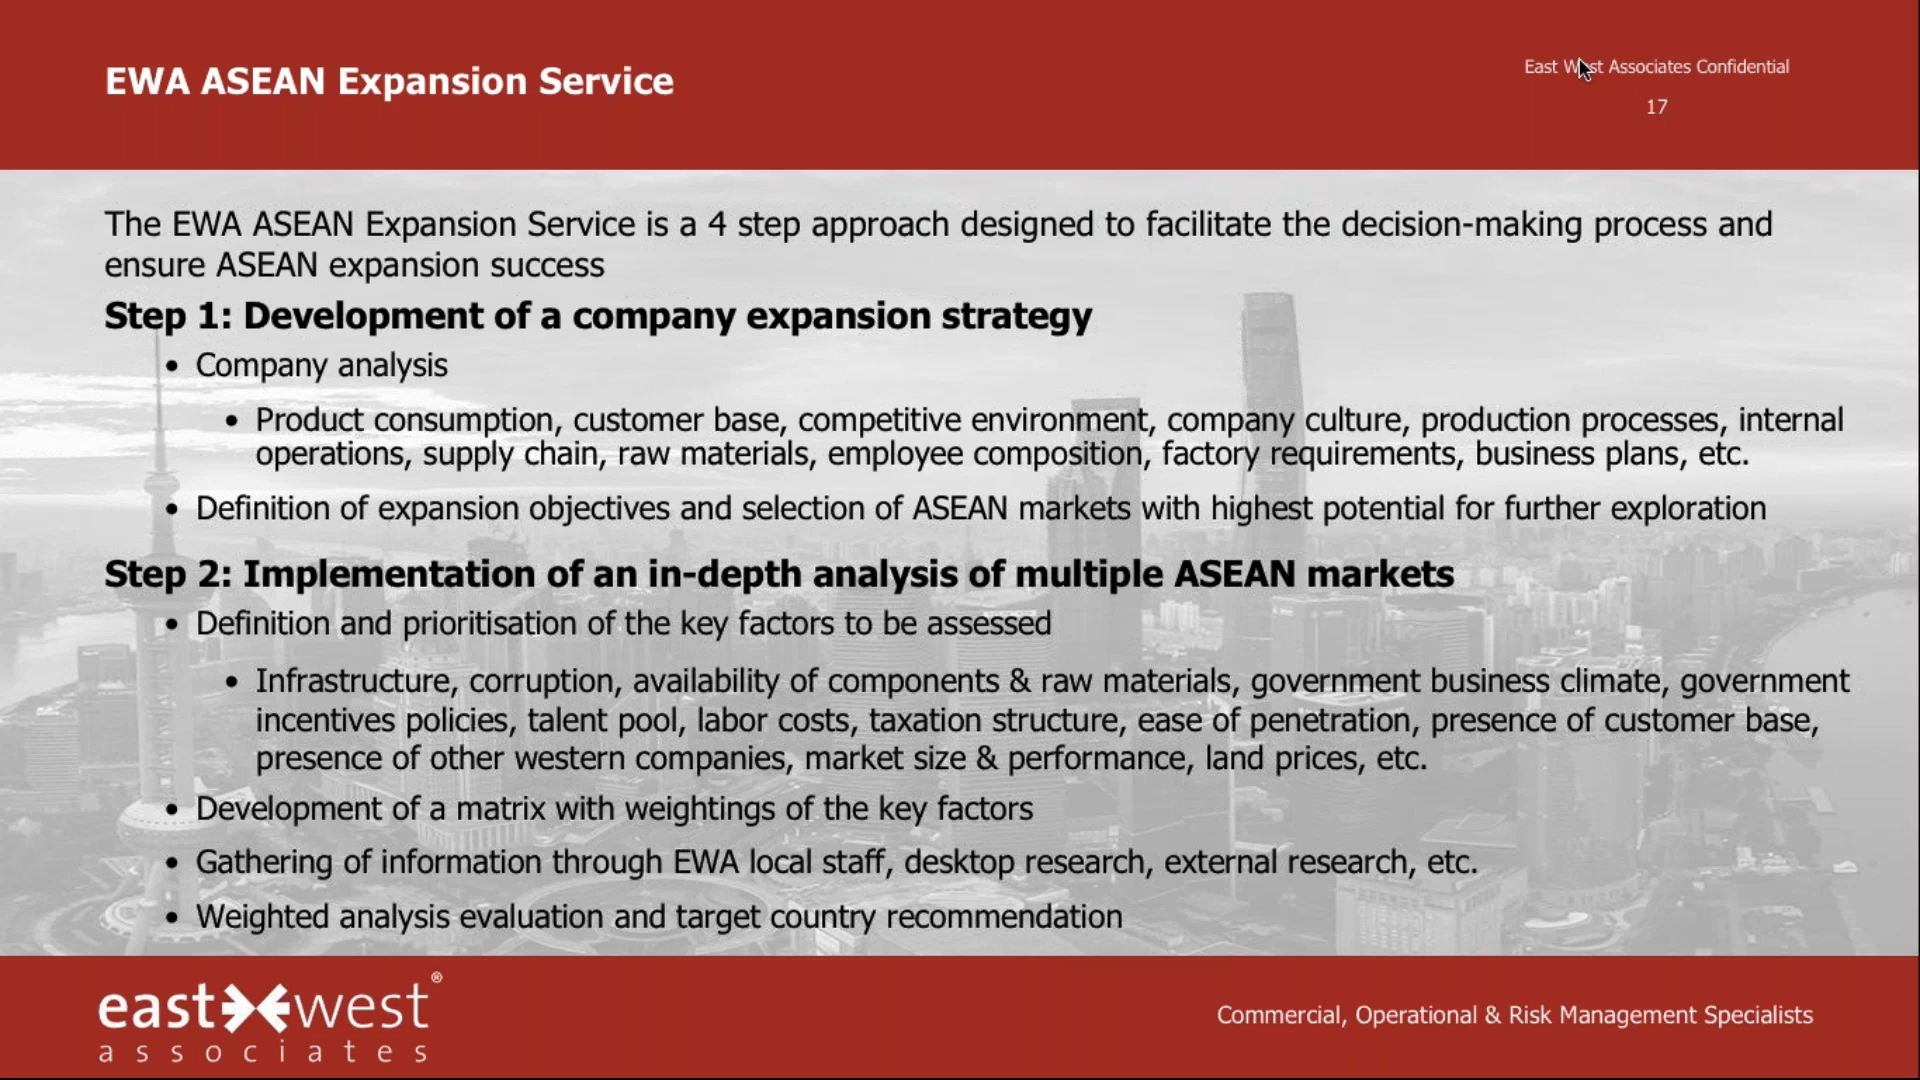 EWA ASEAN Expansion Service
East West Associates Confidential
17
The EWA ASEAN Expansion Service is a 4 step approach designed to facilitate the decision-making process and
ensure ASEAN expansion success
Step 1: Development of a company expansion strategy
• Company analysis
• Product consumption, customer base, competitive environment, company culture, production processes, internal
operations, supply chain, raw materials, employee composition, factory requirements, business plans, etc.
• Definition of expansion objectives and selection of ASEAN markets with highest potential for further exploration
Step 2: Implementation of an in-depth analysis of multiple ASEAN markets
• Definition and prioritisation of the key factors to be assessed
• Infrastructure, corruption, availability of components & raw materials, government business climate, government
incentives policies, talent pool, labor costs, taxation structure, ease of penetration, presence of customer base,
presence of other western companies, market size & performance, land prices, etc.
• Development of a matrix with weightings of the key factors
• Gathering of information through EWA local staff, desktop research, external research, etc.
• Weighted analysis evaluation and target country recommendation
east west®
associates
Commercial, Operational & Risk Management Specialists